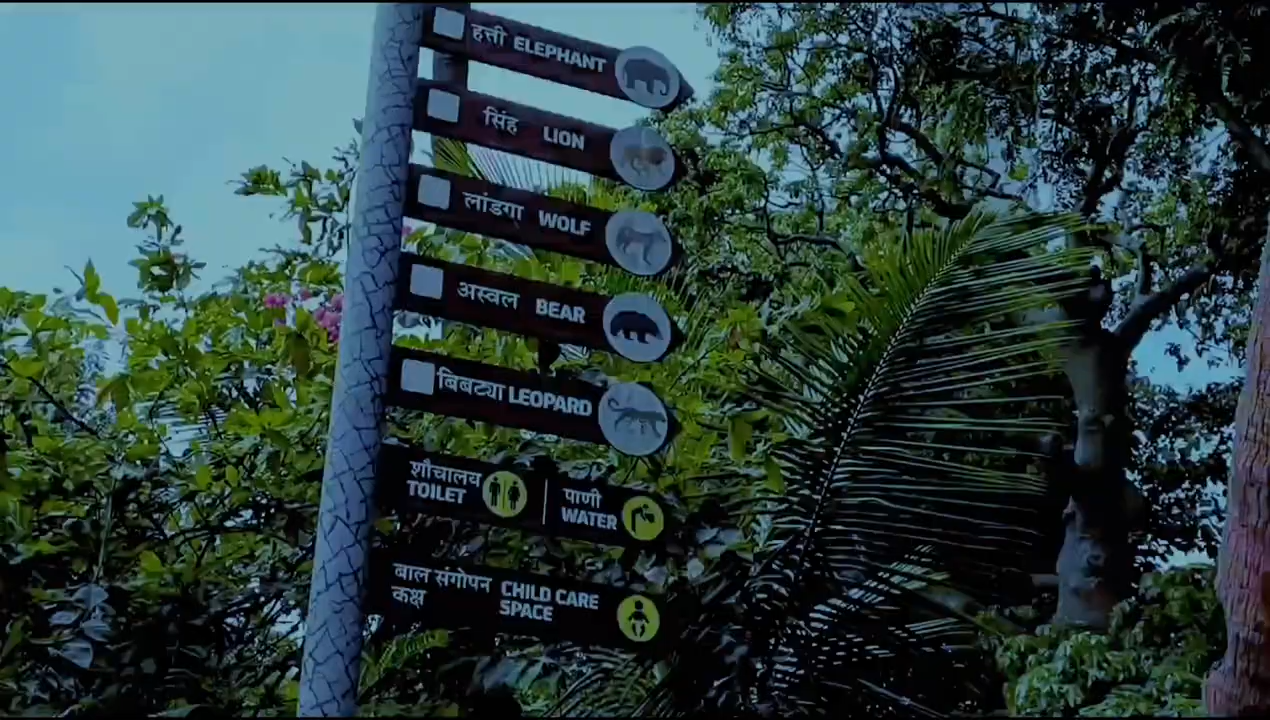 हत्ती ELEPHANT
सिंह LION
लांडगा WOLF
अस्वल BEAR
बिबट्या LEOPARD
शौचालय
TOILET
पाणी
WATER
बाल संगोपन
कक्ष
CHILD CARE
SPACE